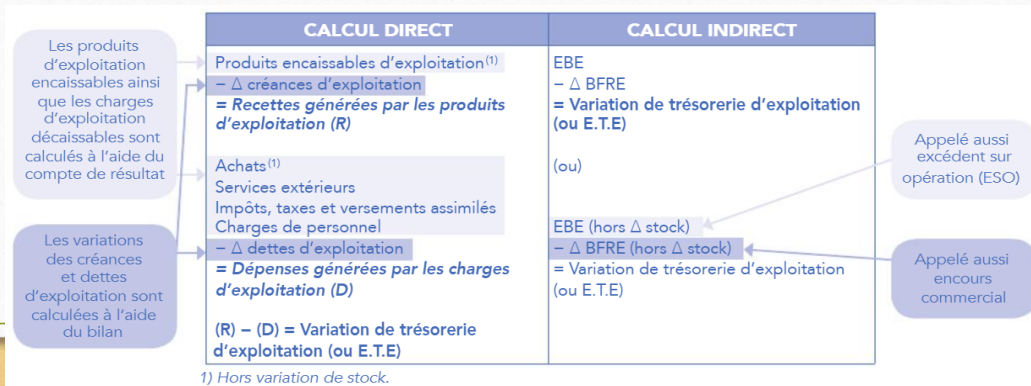 Les produits
d'exploitation
encaissables ainsi
que les charges
d'exploitation
décaissables sont
calculés à l'aide du
compte de résultat
Les variations
des créances
et dettes
d'exploitation sont
calculées à l'aide
du bilan
CALCUL DIRECT
Produits encaissables d'exploitation(1)
– Δ créances d'exploitation
= Recettes générées par les produits
d'exploitation (R)
Achats(1)
Services extérieurs
Impôts, taxes et versements assimilés
Charges de personnel
– Δ dettes d'exploitation
= Dépenses générées par les charges
d'exploitation (D)
(R) – (D) = Variation de trésorerie
d'exploitation (ou E.T.E)
CALCUL INDIRECT
EBE
– Δ BFRE
= Variation de trésorerie d'exploitation
(ou E.T.E)
(ou)
EBE (hors Δ stock)
– Δ BFRE (hors Δ stock)
= Variation de trésorerie d'exploitation
(ou E.T.E)
Appelé aussi
excédent sur
opération (ESO)
Appelé aussi
encours
commercial
1) Hors variation de stock.